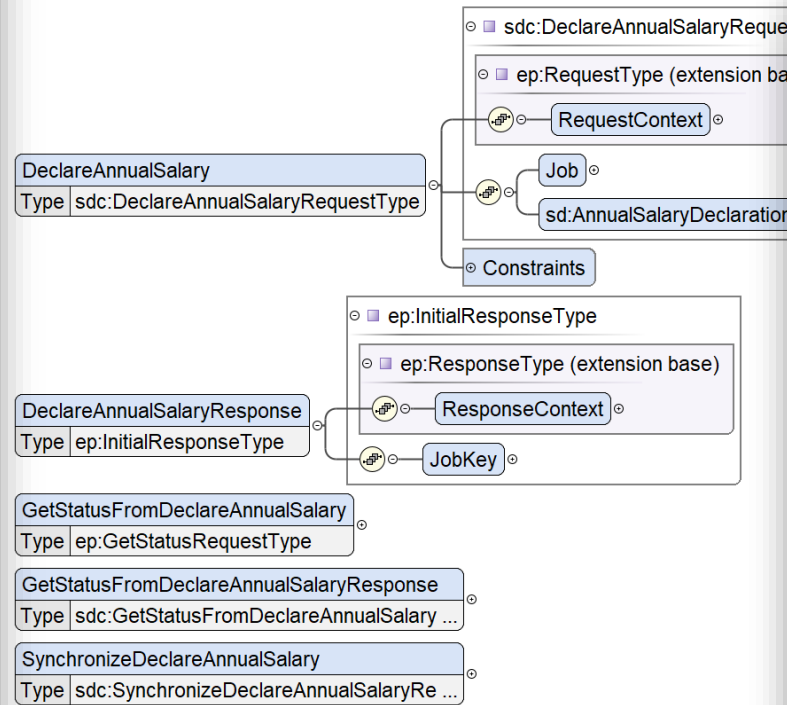 sdc:DeclareAnnualSalaryReque
ep:RequestType (extension ba
RequestContext
DeclareAnnualSalary
Type sdc:DeclareAnnualSalaryRequestType
Job
sd:AnnualSalaryDeclaration
Constraints
ep:InitialResponseType
ep:ResponseType (extension base)
ResponseContext
DeclareAnnualSalaryResponse
Type ep:InitialResponseType
JobKey
GetStatusFromDeclareAnnualSalary
Type ep:GetStatusRequestType
GetStatusFromDeclareAnnualSalaryResponse
Type sdc:GetStatusFromDeclareAnnualSalary ...
SynchronizeDeclareAnnualSalary
Type sdc:SynchronizeDeclareAnnualSalaryRe ...